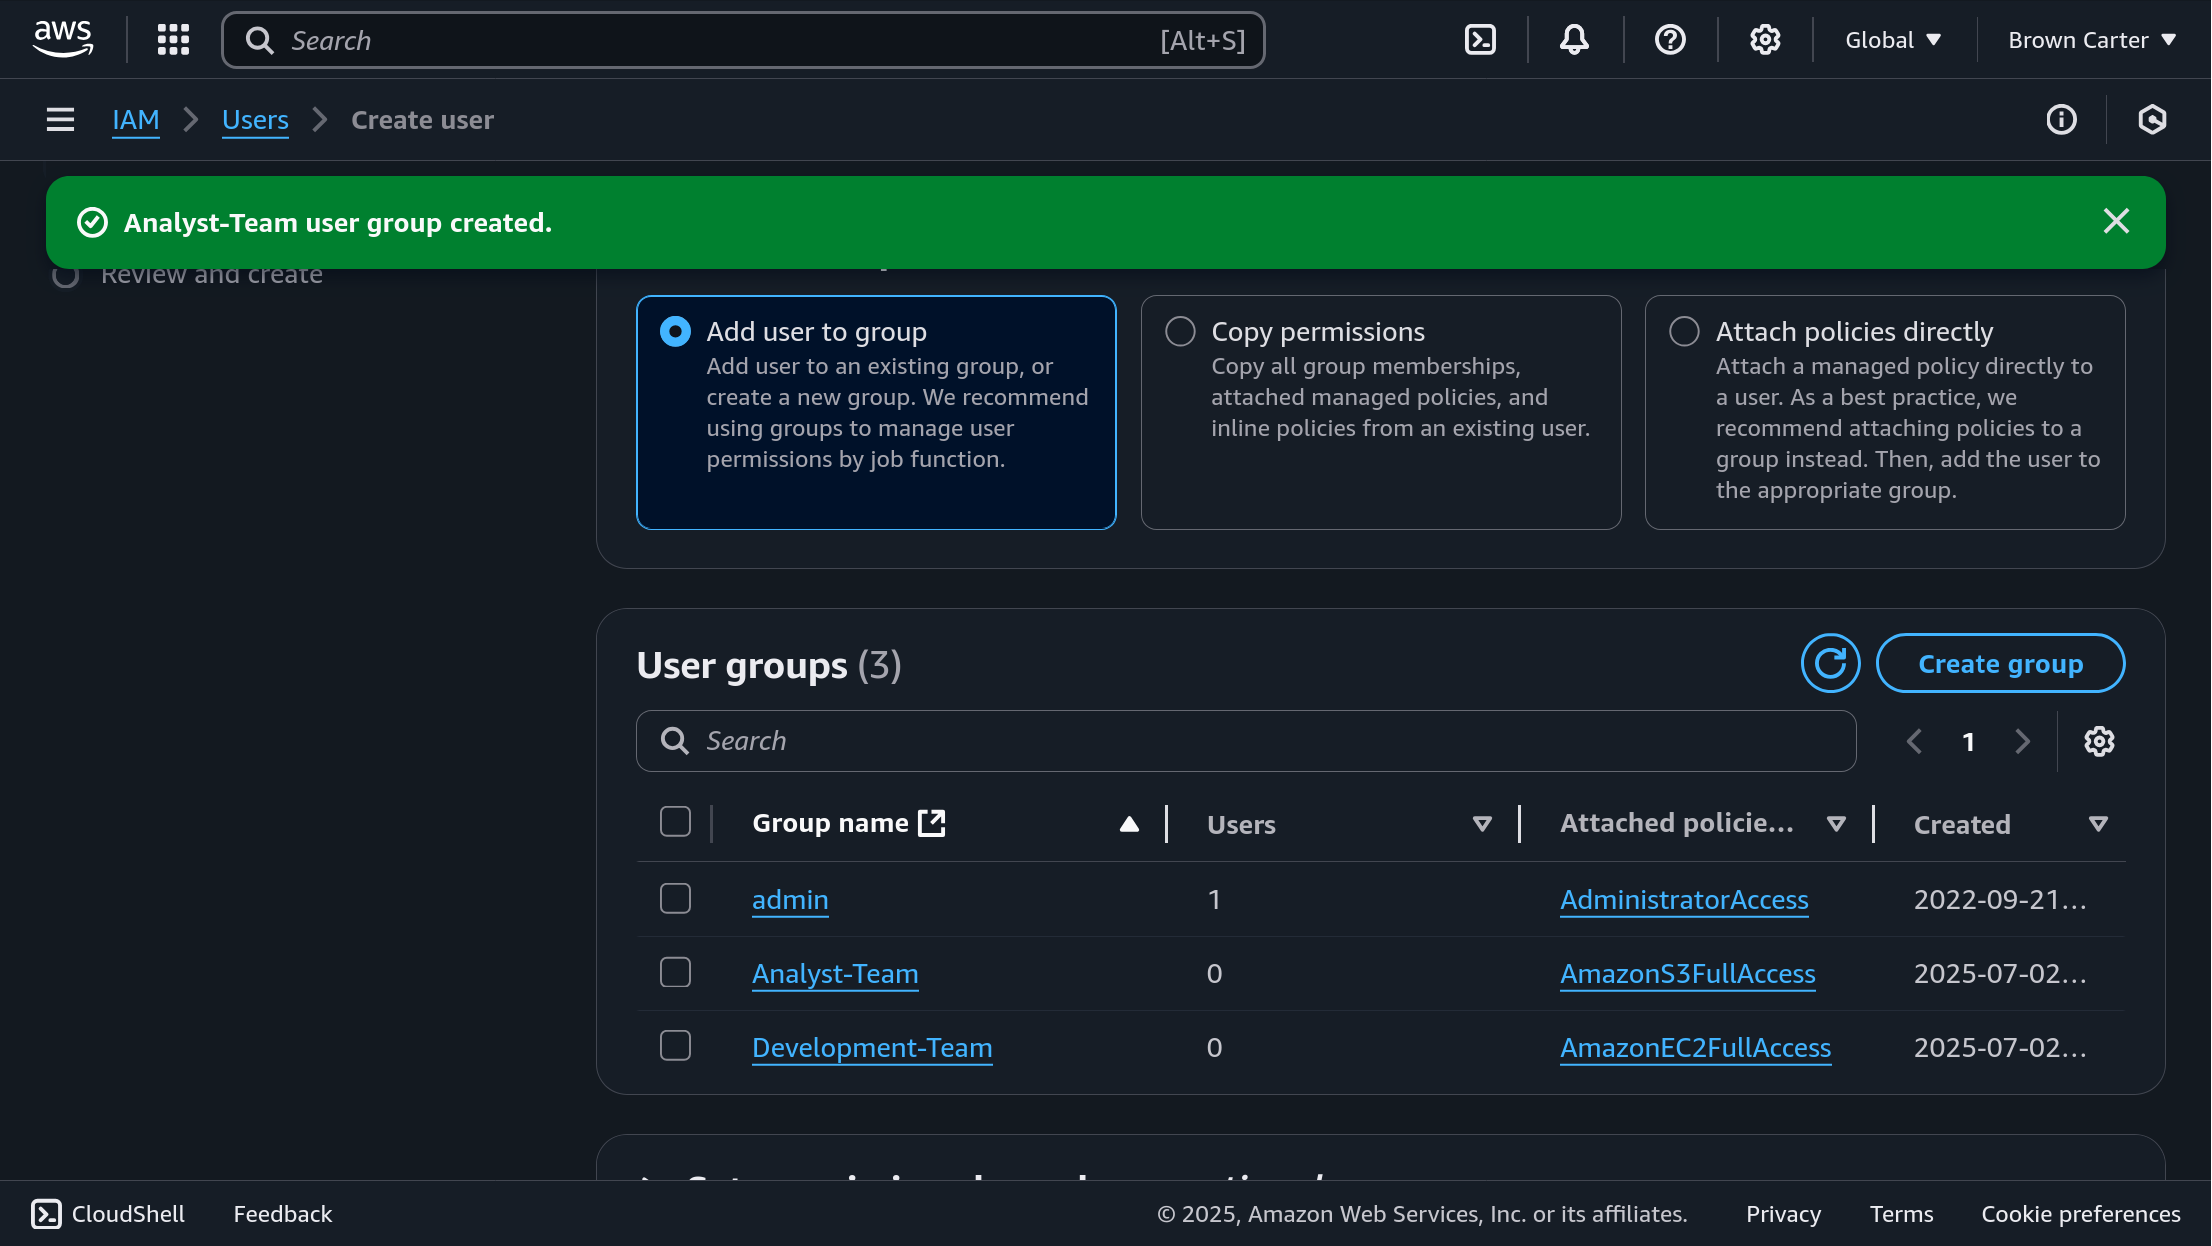 aws
Search
[Alt+S]
Global
Brown Carter
IAM
Users
Create user
Analyst-Team user group created.
Review and create
Add user to group
Add user to an existing group, or
create a new group. We recommend
using groups to manage user
permissions by job function.
Copy permissions
Copy all group memberships,
attached managed policies, and
inline policies from an existing user.
Attach policies directly
Attach a managed policy directly to
a user. As a best practice, we
recommend attaching policies to a
group instead. Then, add the user to
the appropriate group.
User groups (3)
Create group
Search
1
Group name
Users
Attached policie...
Created
admin
1
AdministratorAccess
2022-09-21...
Analyst-Team
0
AmazonS3FullAccess
2025-07-02...
Development-Team
0
AmazonEC2FullAccess
2025-07-02...
CloudShell
Feedback
© 2025, Amazon Web Services, Inc. or its affiliates.
Privacy
Terms
Cookie preferences